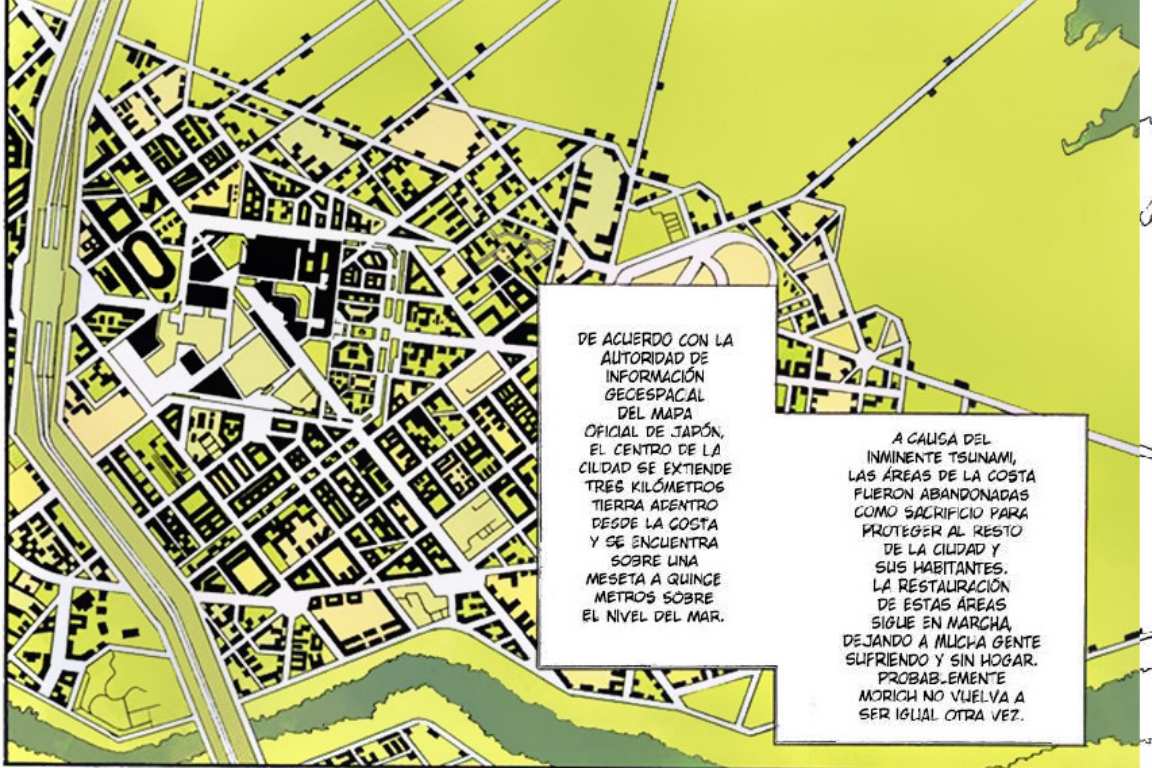 DE ACUERDO CON LA
AUTORIDAD DE
INFORMACIÓN
GEOESPACIAL
DEL MAPA
OFICIAL DE JAPÓN,
EL CENTRO DE LA
CIUDAD SE EXTIENDE
TRES KILÓMETROS
TIERRA ADENTRO
DESDE LA COSTA
Y SE ENCUENTRA
SOBRE UNA
MESETA A QUINCE
METROS SOBRE
EL NIVEL DEL MAR.
A CAUSA DEL
INMINENTE TSUNAMI,
LAS ÁREAS DE LA COSTA
FUERON ABANDONADAS
COMO SACRIFICIO PARA
PROTEGER AL RESTO
DE LA CIUDAD Y
SUS HABITANTES.
LA RESTAURACIÓN
DE ESTAS ÁREAS
SIGUE EN MARCHA,
DEJANDO A MUCHA GENTE
SUFRIENDO Y SIN HOGAR.
PROBABLEMENTE
MORIOH NO VUELVA A
SER IGUAL OTRA VEZ.